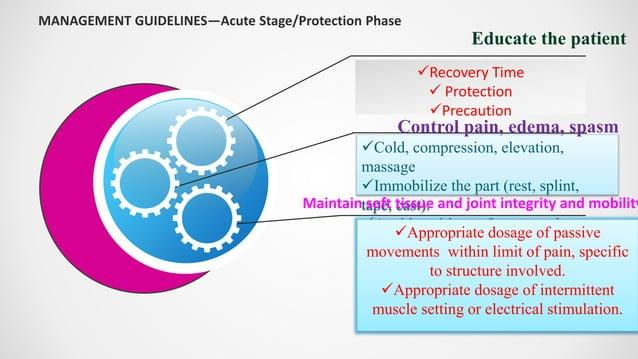 MANAGEMENT GUIDELINES—Acute Stage/Protection Phase
Educate the patient
✓Recovery Time
✓ Protection
✓Precaution
Control pain, edema, spasm
✓Cold, compression, elevation,
massage
✓Immobilize the part (rest, splint,
tape, cast).
Maintain soft tissue and joint integrity and mobility
✓Appropriate dosage of passive
movements within limit of pain, specific
to structure involved.
✓Appropriate dosage of intermittent
muscle setting or electrical stimulation.